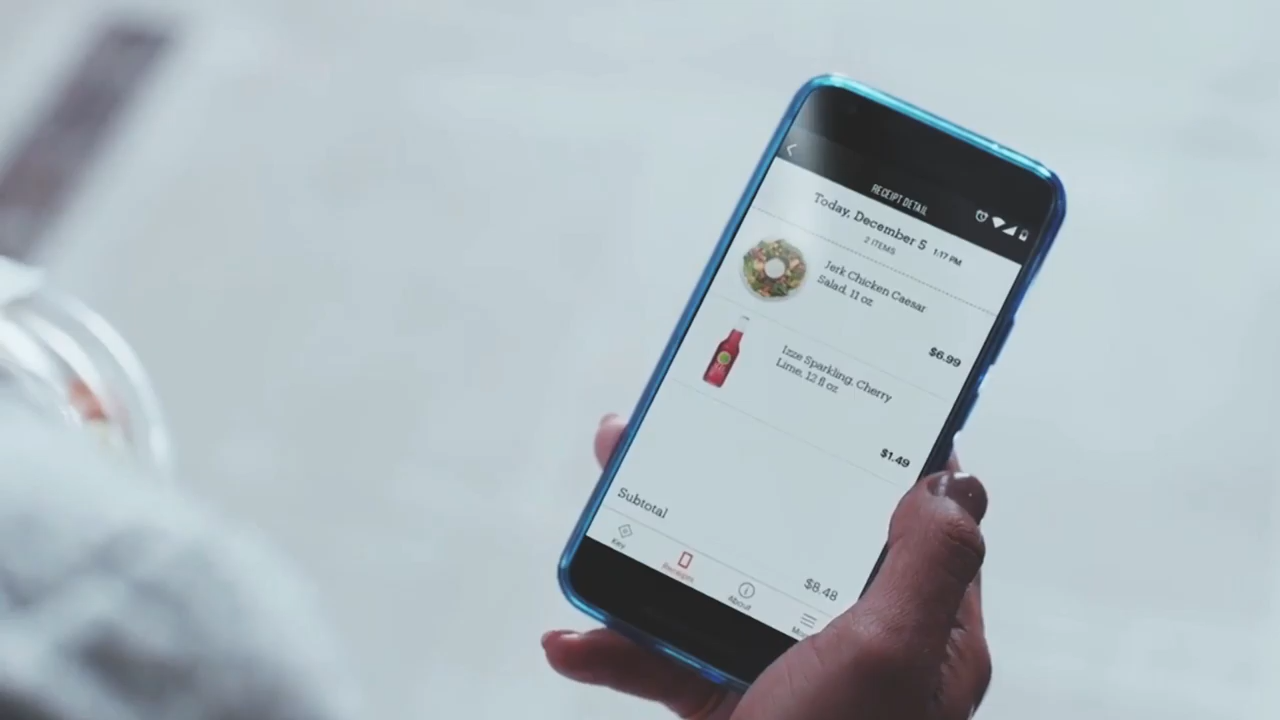 RECEIPT DETAIL
Today, December 5 1:17 PM
2 ITEMS
Jerk Chicken Caesar
Salad, 11 oz
$6.99
Izze Sparkling, Cherry
Lime, 12 fl oz
$1.49
Subtotal
$8.48
Key
Receipts
About